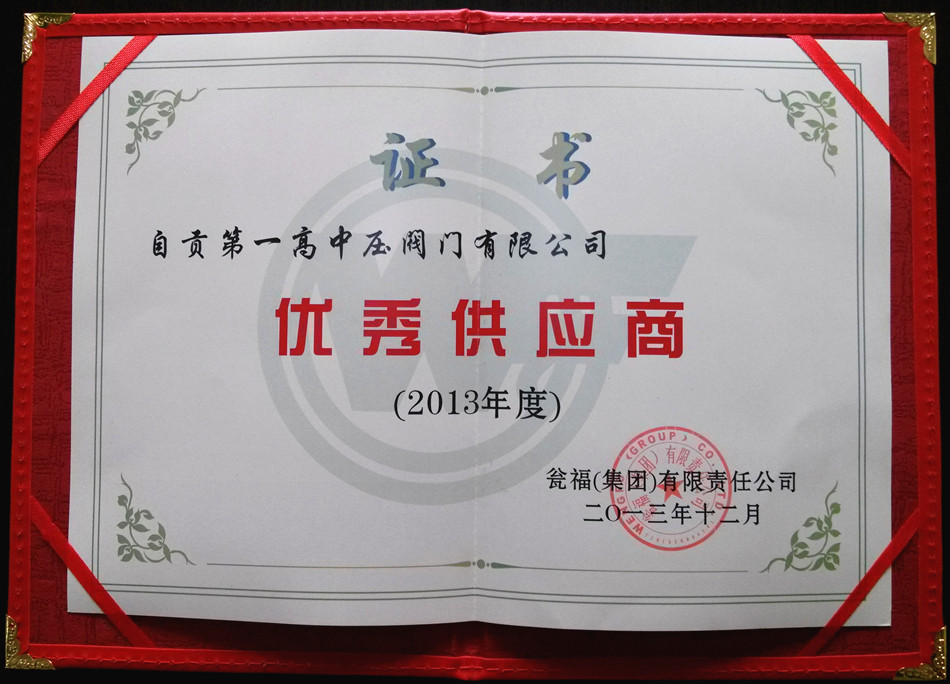 证书
自贡第一高中压阀门有限公司
优秀供应商
(2013年度)
瓮福(集团)有限责任公司
二〇一三年十二月